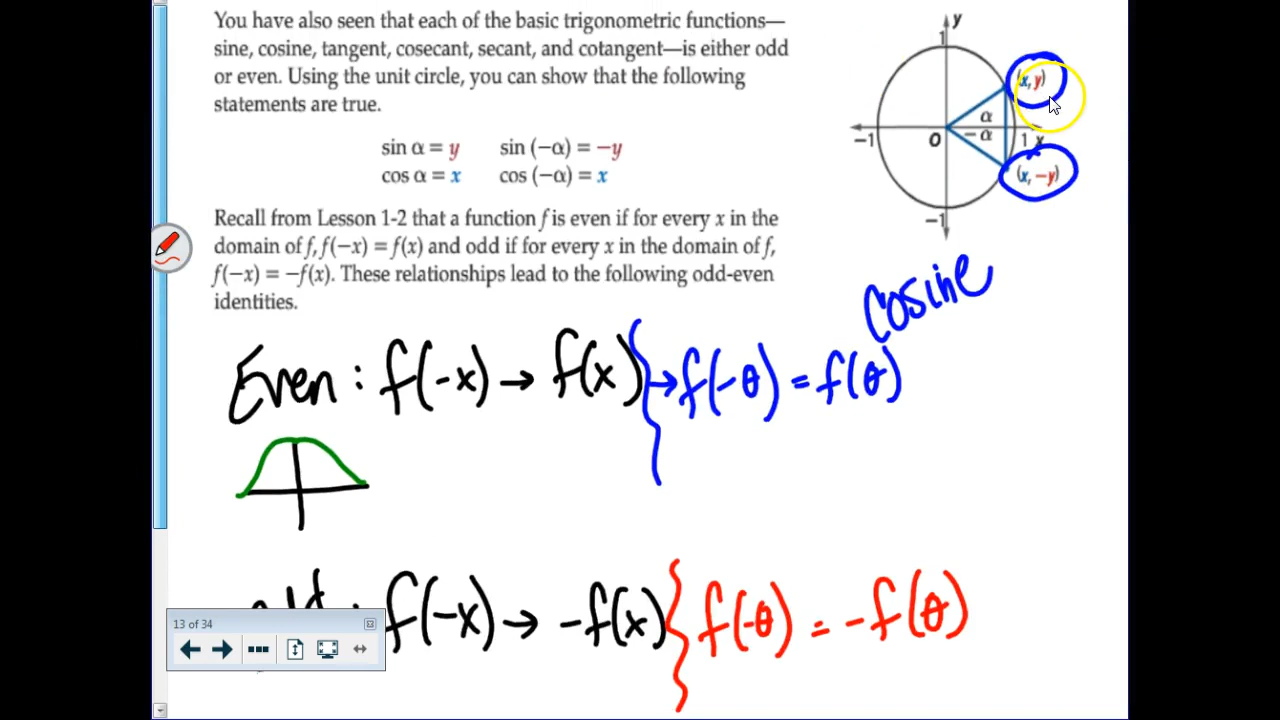 You have also seen that each of the basic trigonometric functions—
sine, cosine, tangent, cosecant, secant, and cotangent—is either odd
or even. Using the unit circle, you can show that the following
statements are true.
sin α = y sin (−α) = −y
cos α = x cos (−α) = x
Recall from Lesson 1-2 that a function f is even if for every x in the
domain of f, f(−x) = f(x) and odd if for every x in the domain of f,
f(−x) = −f(x). These relationships lead to the following odd-even
identities.
y
1
(x, y)
α
−α
−1
O
1 x
(x, −y)
−1
cosine
Even: f(-x) → f(x) } → f(-θ) = f(θ)
: f(-x) → -f(x) { f(-θ) = -f(θ)
13 of 34